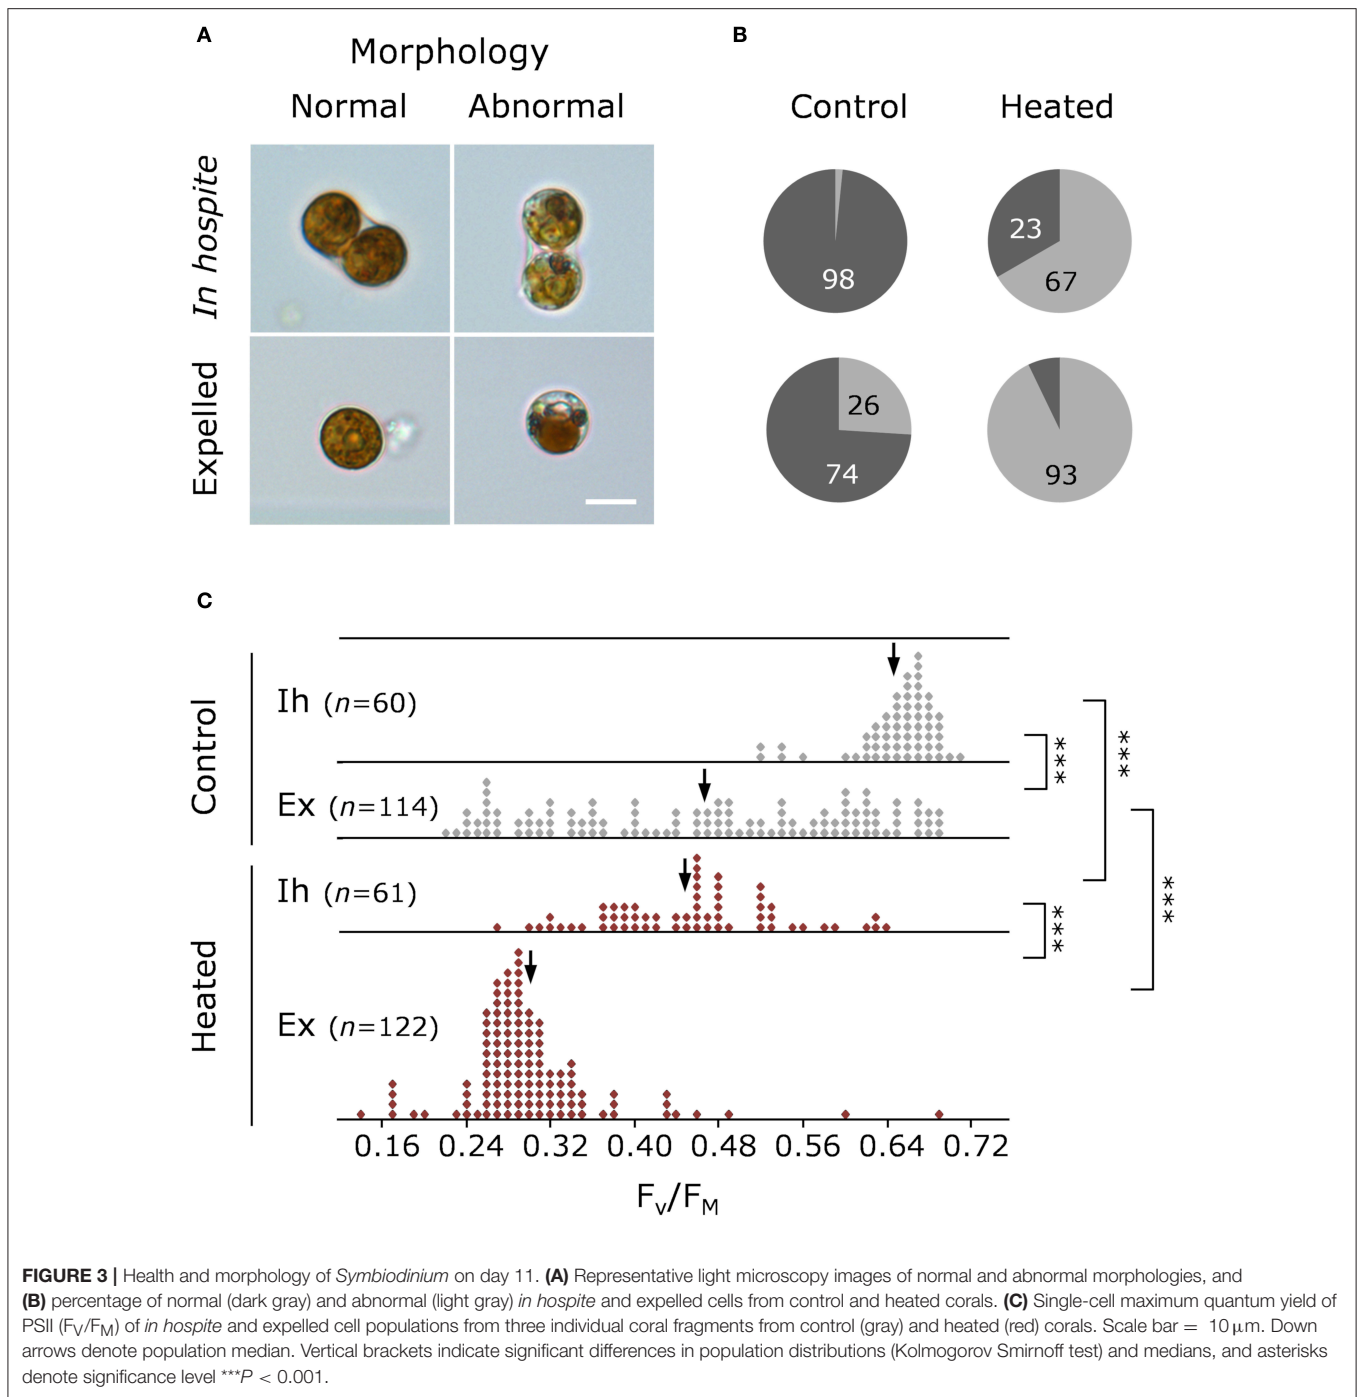 A
Morphology
Normal Abnormal
In hospite
Expelled
B
Control Heated
98
23
67
26
74
93
C
Control
Ih (n=60)
***
***
Ex (n=114)
Heated
Ih (n=61)
***
***
Ex (n=122)
0.16 0.24 0.32 0.40 0.48 0.56 0.64 0.72
Fv/FM
FIGURE 3 | Health and morphology of Symbiodinium on day 11. (A) Representative light microscopy images of normal and abnormal morphologies, and
(B) percentage of normal (dark gray) and abnormal (light gray) in hospite and expelled cells from control and heated corals. (C) Single-cell maximum quantum yield of
PSII (FV/FM) of in hospite and expelled cell populations from three individual coral fragments from control (gray) and heated (red) corals. Scale bar = 10 μm. Down
arrows denote population median. Vertical brackets indicate significant differences in population distributions (Kolmogorov Smirnoff test) and medians, and asterisks
denote significance level ***P < 0.001.